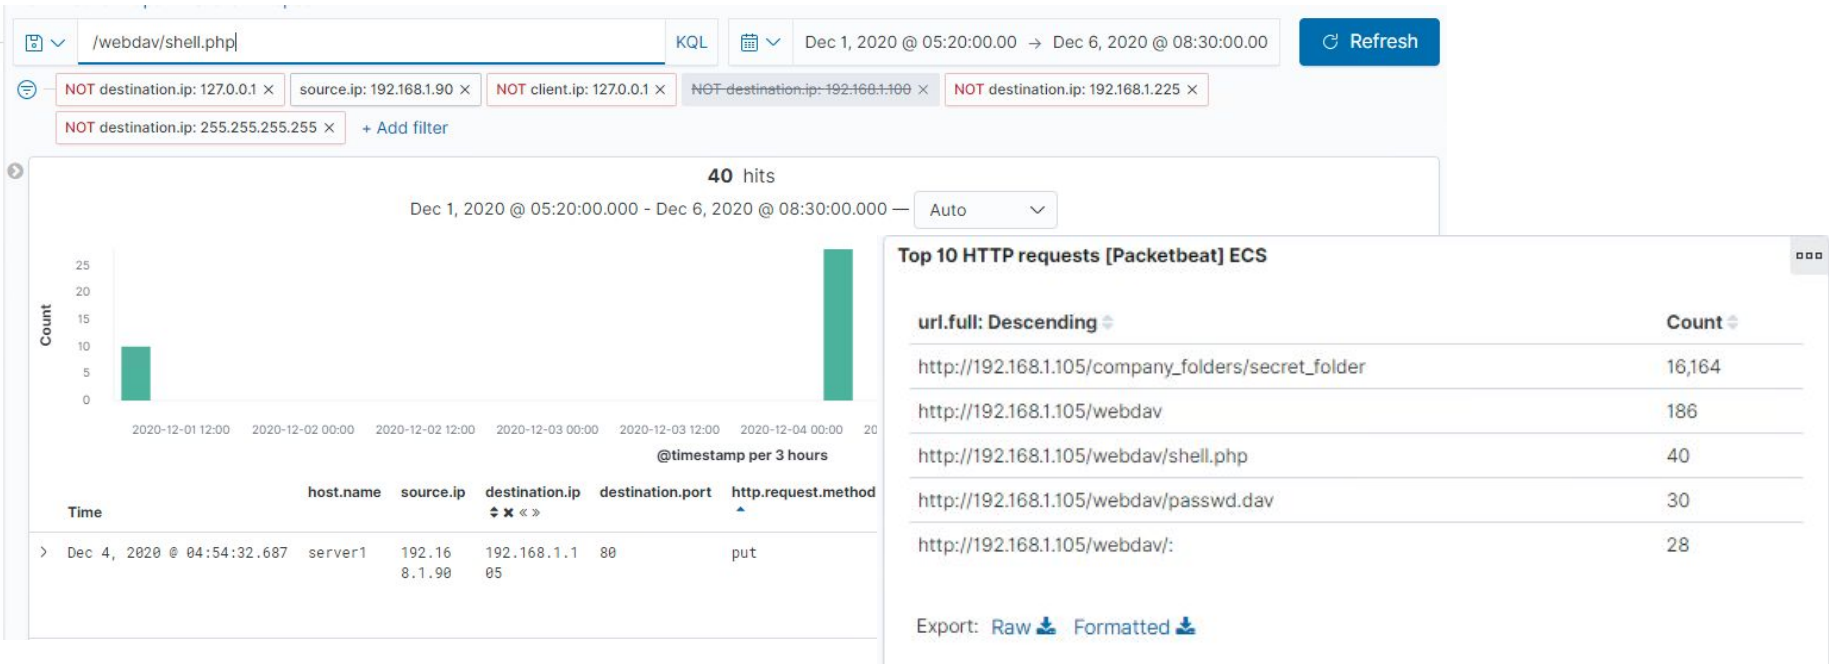 /webdav/shell.php
KQL
Dec 1, 2020 @ 05:20:00.00 → Dec 6, 2020 @ 08:30:00.00
Refresh
NOT destination.ip: 127.0.0.1 × source.ip: 192.168.1.90 × NOT client.ip: 127.0.0.1 × NOT destination.ip: 192.168.1.100 × NOT destination.ip: 192.168.1.225 ×
NOT destination.ip: 255.255.255.255 × + Add filter
40 hits
Dec 1, 2020 @ 05:20:00.000 - Dec 6, 2020 @ 08:30:00.000 — Auto
25
20
15
10
5
0
Count
2020-12-01 12:00 2020-12-02 00:00 2020-12-02 12:00 2020-12-03 00:00 2020-12-03 12:00 2020-12-04 00:00 20
@timestamp per 3 hours
Time host.name source.ip destination.ip destination.port http.request.method
Dec 4, 2020 @ 04:54:32.687 server1 192.16 192.168.1.1 80 put
8.1.90 05
Top 10 HTTP requests [Packetbeat] ECS
url.full: Descending Count
http://192.168.1.105/company_folders/secret_folder 16,164
http://192.168.1.105/webdav 186
http://192.168.1.105/webdav/shell.php 40
http://192.168.1.105/webdav/passwd.dav 30
http://192.168.1.105/webdav/: 28
Export: Raw Formatted